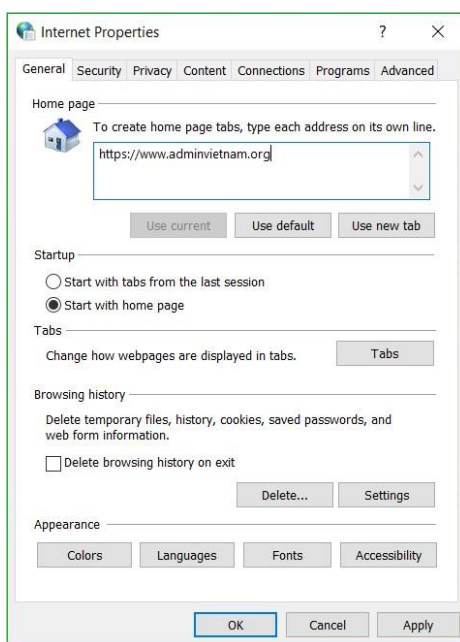 Internet Properties
?
General Security Privacy Content Connections Programs Advanced
Home page
To create home page tabs, type each address on its own line.
https://www.adminvietnam.org
Use current Use default Use new tab
Startup
Start with tabs from the last session
Start with home page
Tabs
Change how webpages are displayed in tabs. Tabs
Browsing history
Delete temporary files, history, cookies, saved passwords, and
web form information.
Delete browsing history on exit
Delete... Settings
Appearance
Colors Languages Fonts Accessibility
OK Cancel Apply